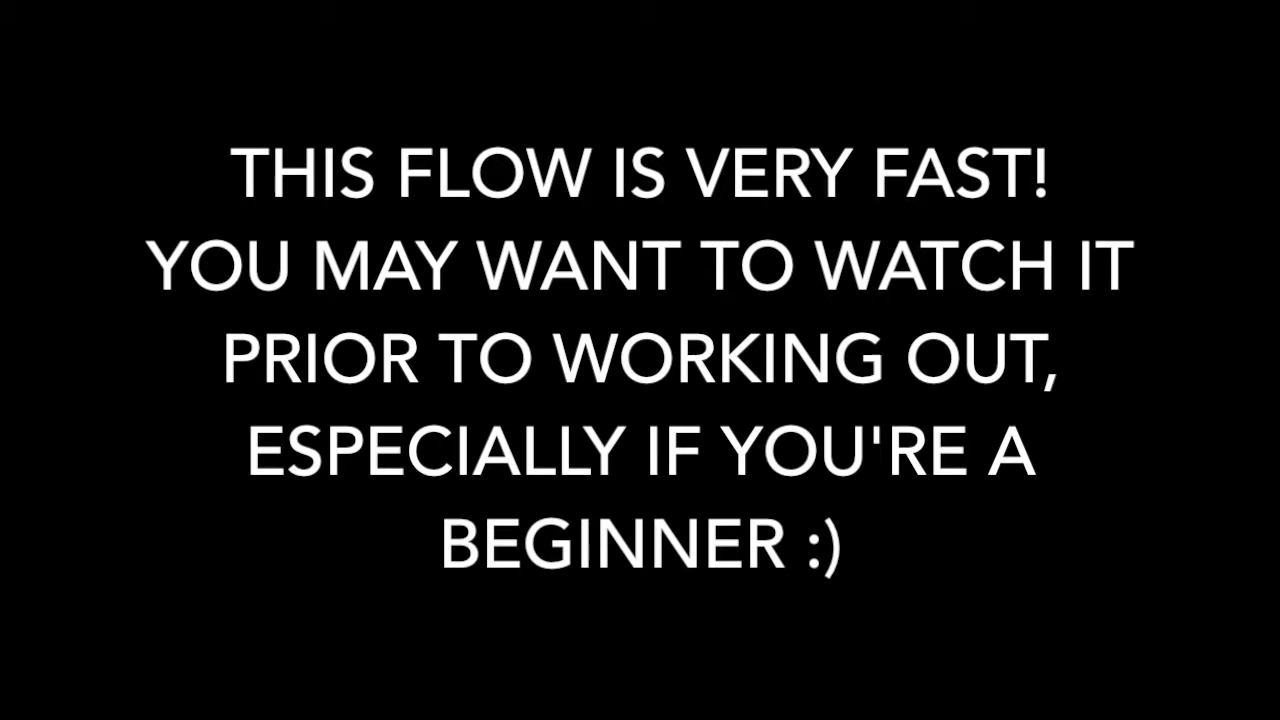 THIS FLOW IS VERY FAST!
YOU MAY WANT TO WATCH IT
PRIOR TO WORKING OUT,
ESPECIALLY IF YOU'RE A
BEGINNER :)